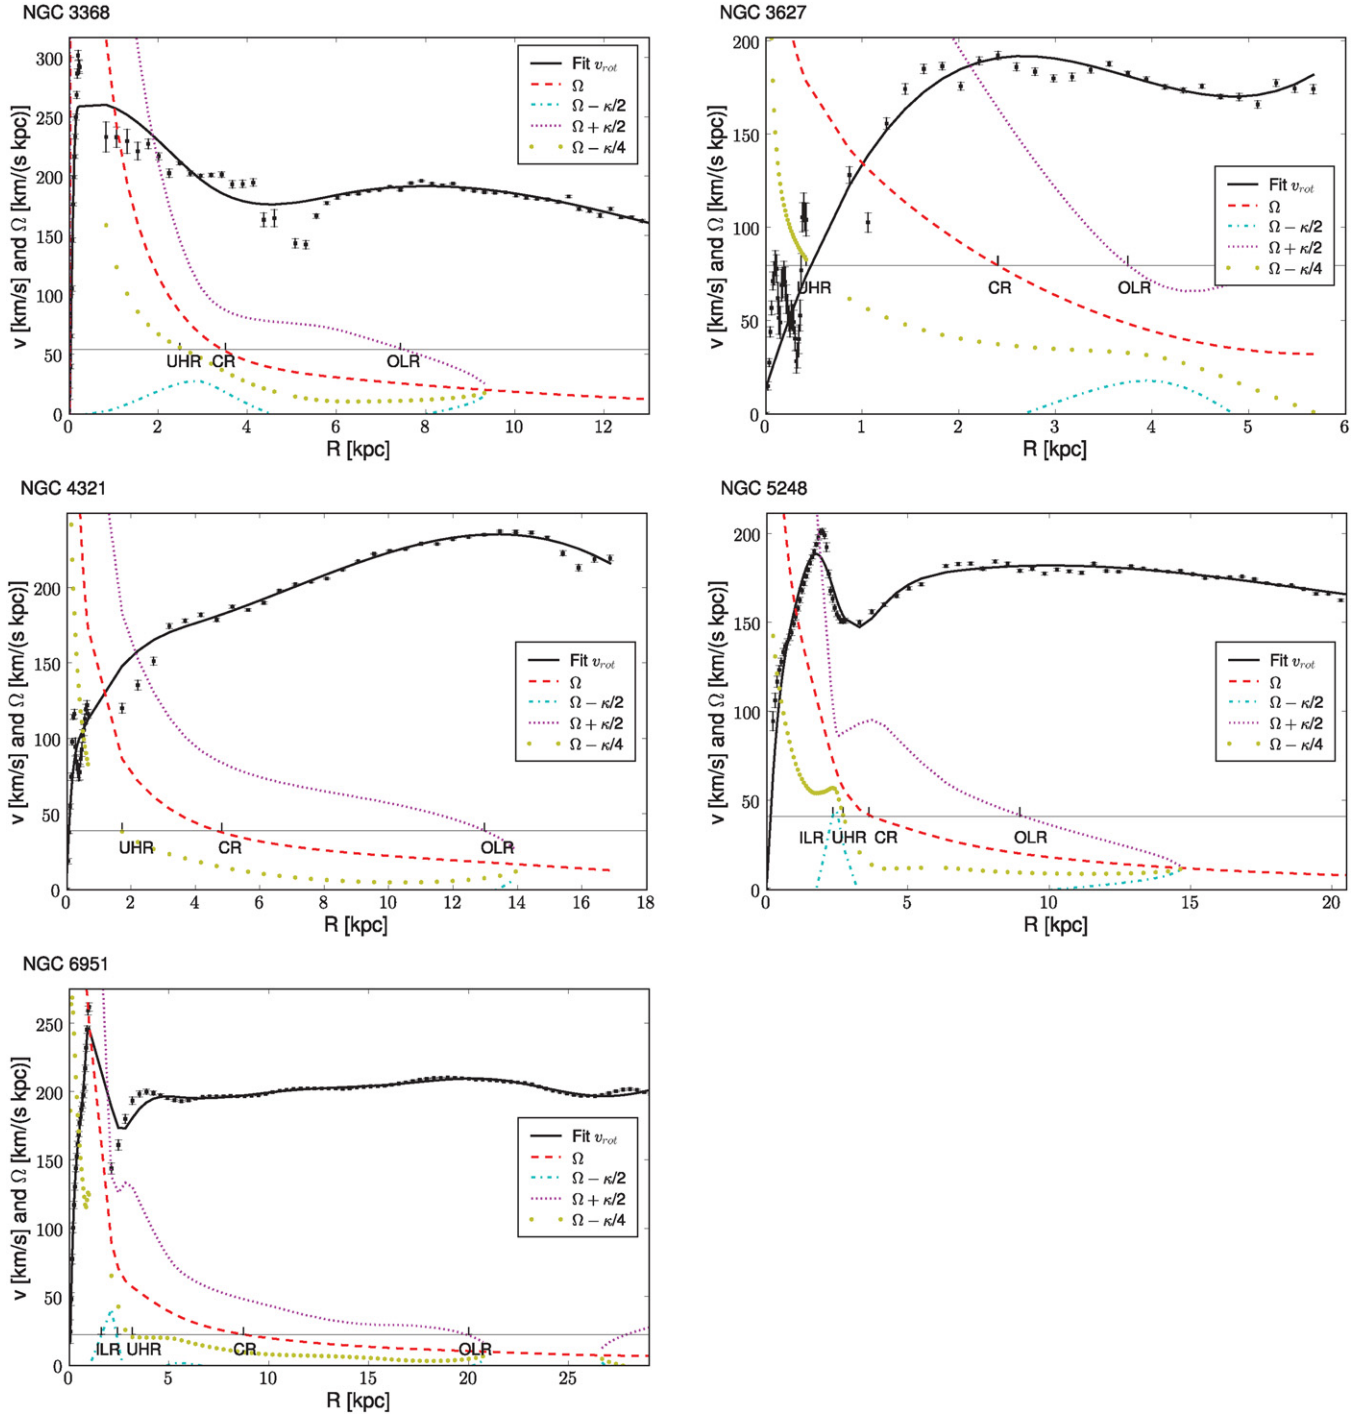 NGC 3368
v [km/s] and Ω [km/(s kpc)]
300
250
200
150
100
50
0
Fit v_rot
Ω
Ω − κ/2
Ω + κ/2
Ω − κ/4
UHR CR OLR
0 2 4 6 8 10 12
R [kpc]
NGC 3627
v [km/s] and Ω [km/(s kpc)]
200
150
100
50
0
Fit v_rot
Ω
Ω − κ/2
Ω + κ/2
Ω − κ/4
UHR CR OLR
0 1 2 3 4 5 6
R [kpc]
NGC 4321
v [km/s] and Ω [km/(s kpc)]
200
150
100
50
0
Fit v_rot
Ω
Ω − κ/2
Ω + κ/2
Ω − κ/4
UHR CR OLR
0 2 4 6 8 10 12 14 16 18
R [kpc]
NGC 5248
v [km/s] and Ω [km/(s kpc)]
200
150
100
50
0
Fit v_rot
Ω
Ω − κ/2
Ω + κ/2
Ω − κ/4
ILR UHR CR OLR
0 5 10 15 20
R [kpc]
NGC 6951
v [km/s] and Ω [km/(s kpc)]
250
200
150
100
50
0
Fit v_rot
Ω
Ω − κ/2
Ω + κ/2
Ω − κ/4
ILR UHR CR OLR
0 5 10 15 20 25
R [kpc]